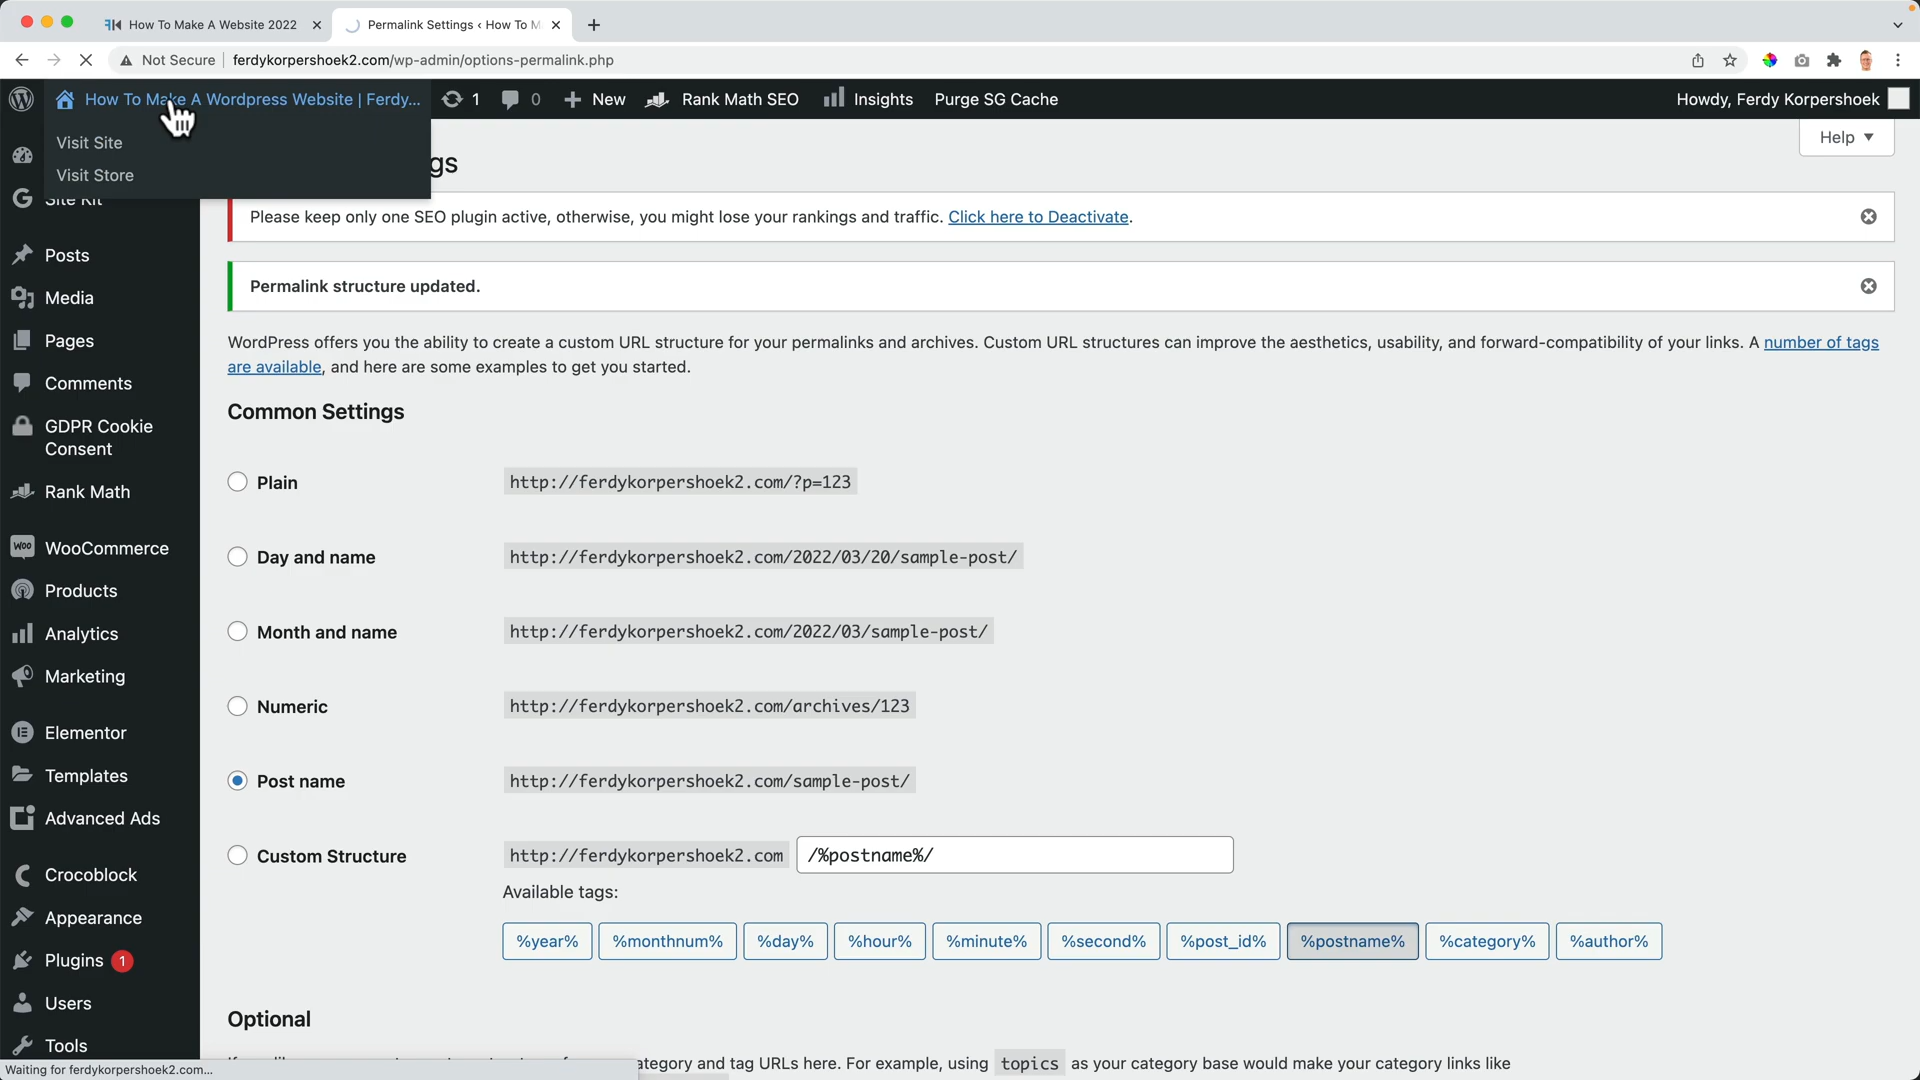 How To Make A Website 2022
Permalink Settings ‹ How To M
Not Secure ferdykorpershoek2.com/wp-admin/options-permalink.php
How To Make A Wordpress Website | Ferdy... 1 0 New Rank Math SEO Insights Purge SG Cache Howdy, Ferdy Korpershoek
Visit Site
Visit Store
Help
gs
Site Kit
Posts
Media
Pages
Comments
GDPR Cookie
Consent
Rank Math
WooCommerce
Products
Analytics
Marketing
Elementor
Templates
Advanced Ads
Crocoblock
Appearance
Plugins 1
Users
Tools
Please keep only one SEO plugin active, otherwise, you might lose your rankings and traffic. Click here to Deactivate.
Permalink structure updated.
WordPress offers you the ability to create a custom URL structure for your permalinks and archives. Custom URL structures can improve the aesthetics, usability, and forward-compatibility of your links. A number of tags
are available, and here are some examples to get you started.
Common Settings
Plain http://ferdykorpershoek2.com/?p=123
Day and name http://ferdykorpershoek2.com/2022/03/20/sample-post/
Month and name http://ferdykorpershoek2.com/2022/03/sample-post/
Numeric http://ferdykorpershoek2.com/archives/123
Post name http://ferdykorpershoek2.com/sample-post/
Custom Structure http://ferdykorpershoek2.com /%postname%/
Available tags:
%year% %monthnum% %day% %hour% %minute% %second% %post_id% %postname% %category% %author%
Optional
ategory and tag URLs here. For example, using topics as your category base would make your category links like
Waiting for ferdykorpershoek2.com...